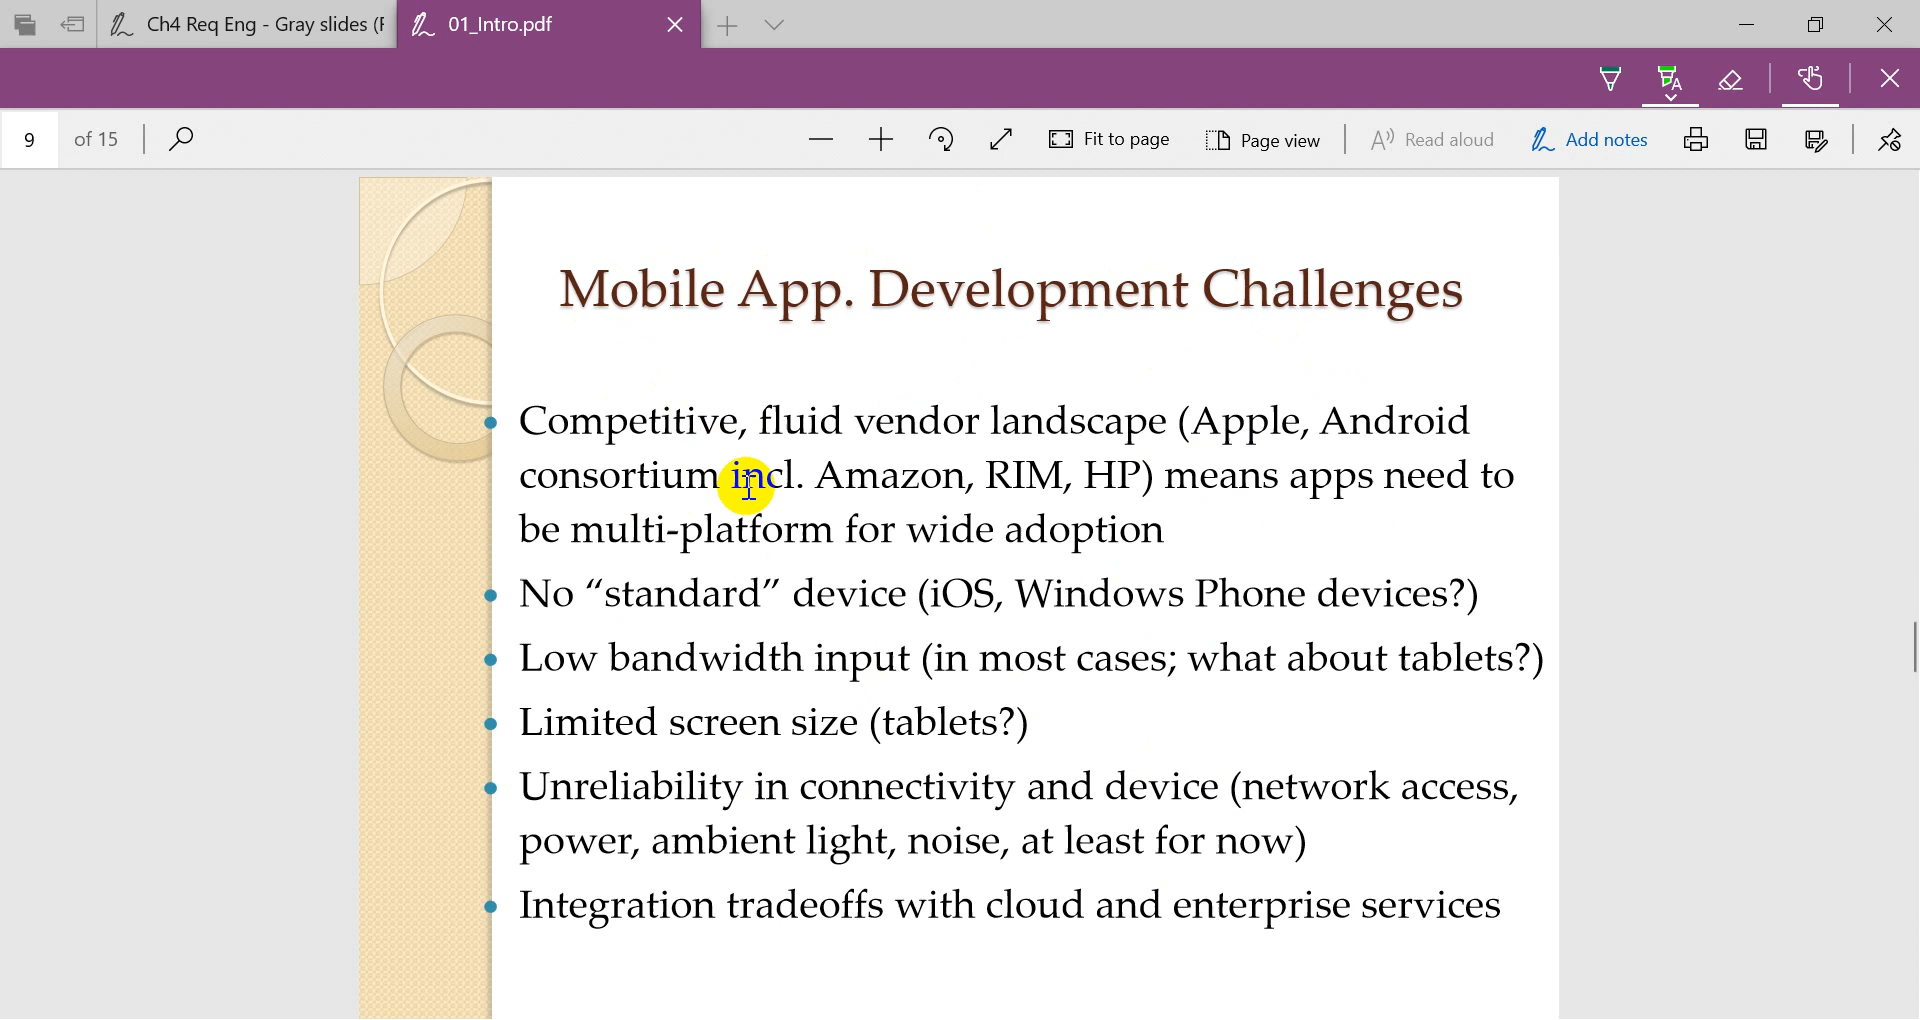 Ch4 Req Eng - Gray slides (F
01_Intro.pdf
9 of 15
Fit to page
Page view
Read aloud
Add notes
Mobile App. Development Challenges
Competitive, fluid vendor landscape (Apple, Android
consortium incl. Amazon, RIM, HP) means apps need to
be multi-platform for wide adoption
No “standard” device (iOS, Windows Phone devices?)
Low bandwidth input (in most cases; what about tablets?)
Limited screen size (tablets?)
Unreliability in connectivity and device (network access,
power, ambient light, noise, at least for now)
Integration tradeoffs with cloud and enterprise services